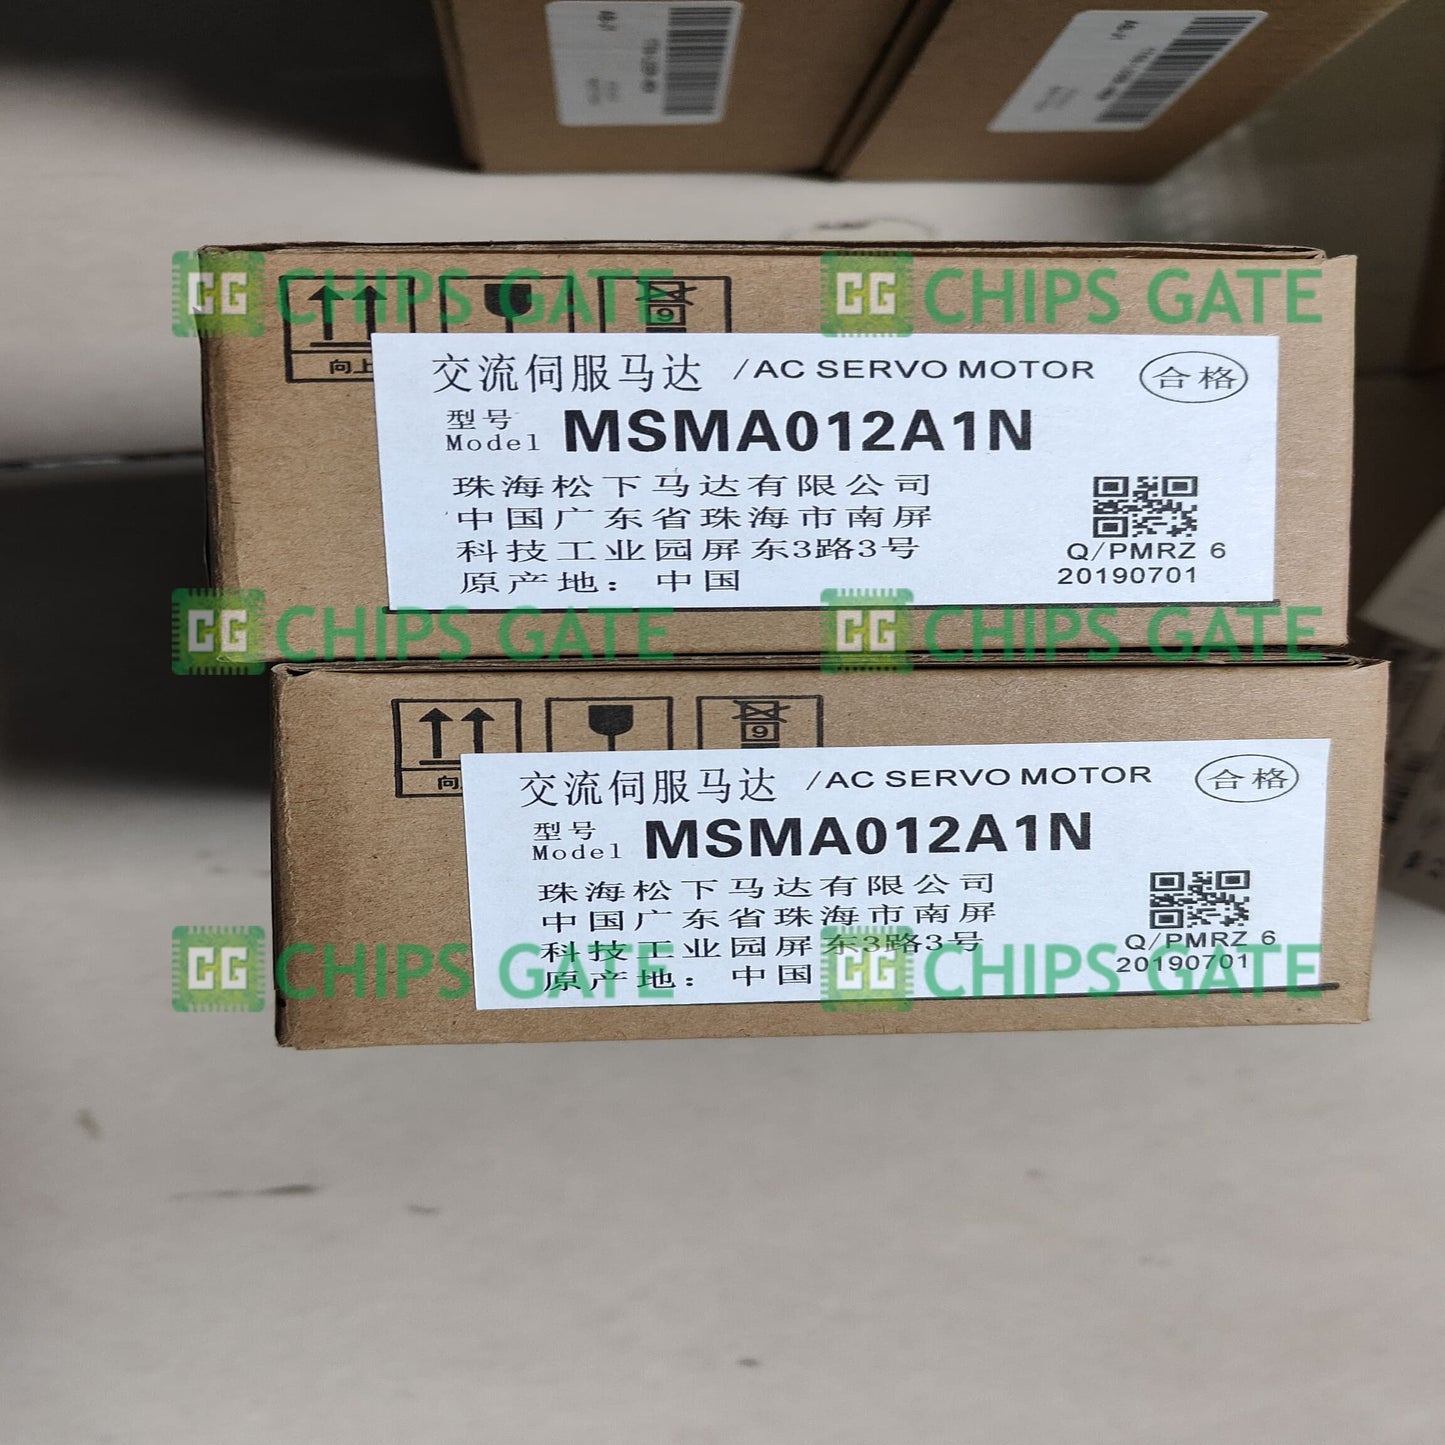 CG CHIPS GATE
CG CHIPS GATE
9
向上
交流伺服马达 /AC SERVO MOTOR 合格
型号
Model MSMA012A1N
珠海松下马达有限公司
中国广东省珠海市南屏
科技工业园屏东3路3号
原产地：中国
Q/PMRZ 6
20190701
CG CHIPS GATE
CG CHIPS GATE
9
向
交流伺服马达 /AC SERVO MOTOR 合格
型号
Model MSMA012A1N
珠海松下马达有限公司
中国广东省珠海市南屏
科技工业园屏东3路3号
原产地：中国
Q/PMRZ 6
20190701
CG CHIPS GATE
CG CHIPS GATE